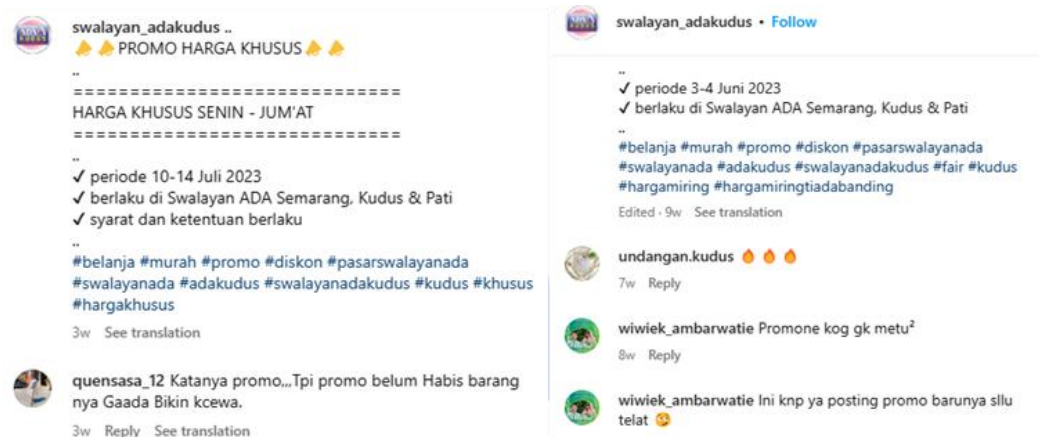 swalayan_adakudus ..
📣📣PROMO HARGA KHUSUS📣📣
..
=============================
HARGA KHUSUS SENIN - JUM'AT
=============================
..
✓ periode 10-14 Juli 2023
✓ berlaku di Swalayan ADA Semarang, Kudus & Pati
✓ syarat dan ketentuan berlaku
..
#belanja #murah #promo #diskon #pasarswalayanada
#swalayanada #adakudus #swalayanadakudus #kudus #khusus
#hargakhusus
3w See translation
quensasa_12 Katanya promo,,,Tpi promo belum Habis barang
nya Gaada Bikin kcewa.
3w Reply See translation
swalayan_adakudus • Follow
..
✓ periode 3-4 Juni 2023
✓ berlaku di Swalayan ADA Semarang, Kudus & Pati
..
#belanja #murah #promo #diskon #pasarswalayanada
#swalayanada #adakudus #swalayanadakudus #fair #kudus
#hargamiring #hargamiringtiadabanding
Edited · 9w See translation
undangan.kudus 🔥🔥🔥
7w Reply
wiwiek_ambarwatie Promone kog gk metu²
8w Reply
wiwiek_ambarwatie Ini knp ya posting promo barunya sllu
telat 🧐